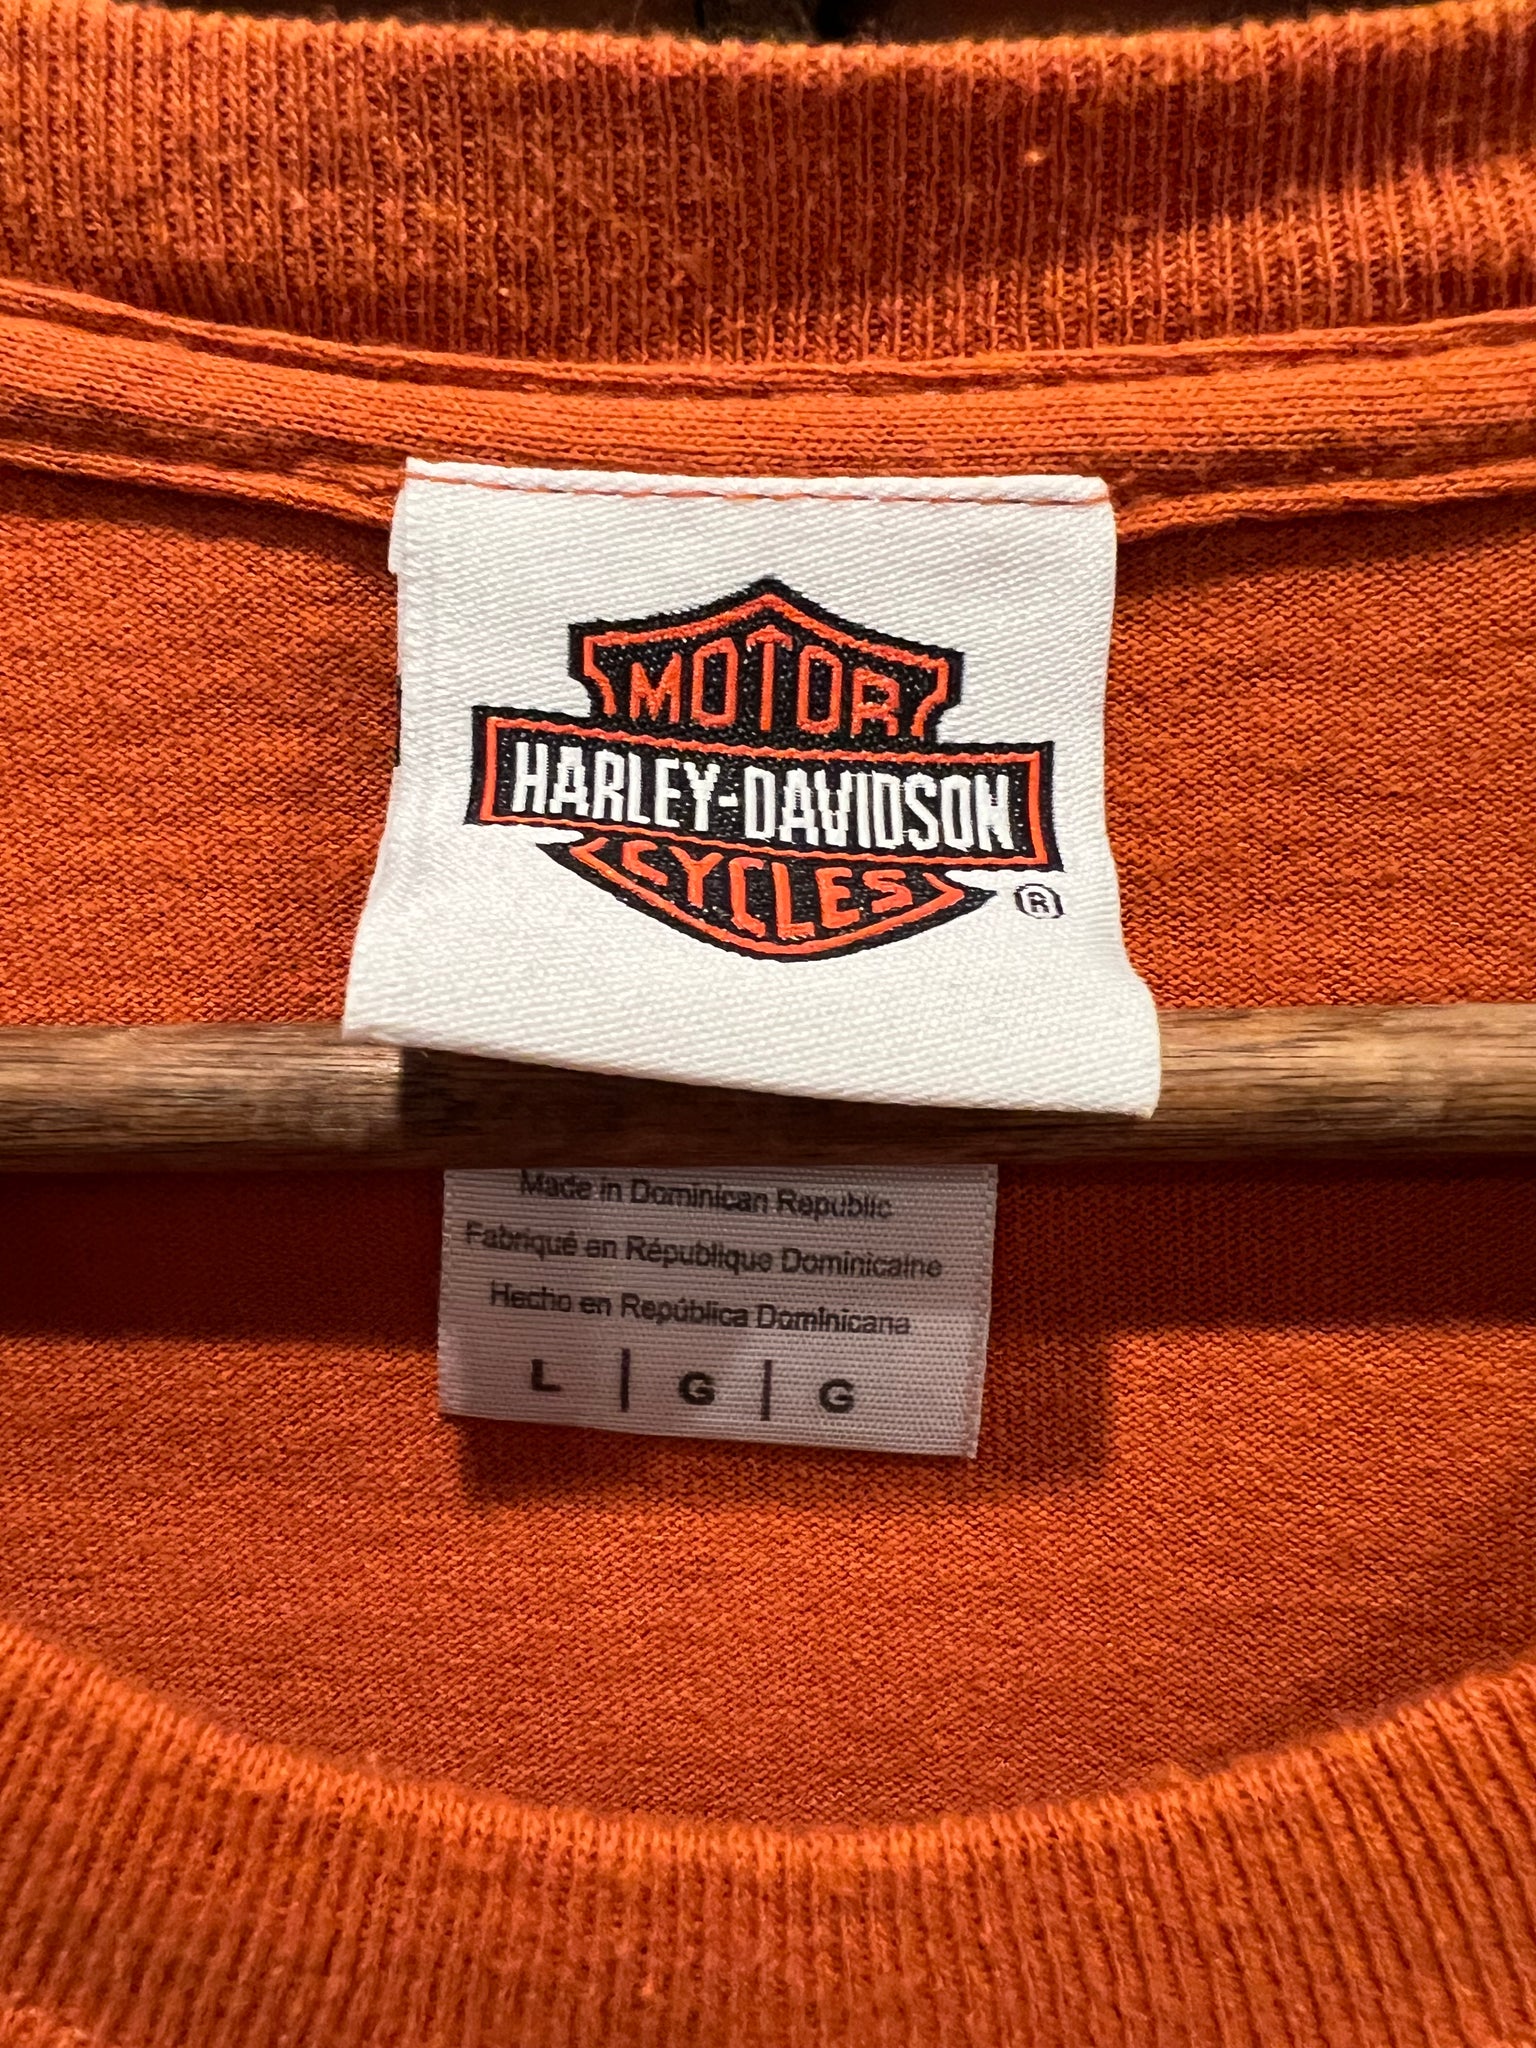 MOTOR
HARLEY-DAVIDSON
CYCLES
®
Made in Dominican Republic
Fabriqué en République Dominicaine
Hecho en República Dominicana
L | G | G